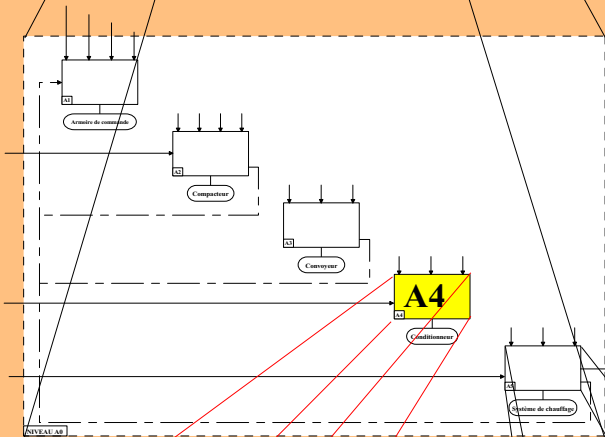 A1
Armoire de commande
A2
Compacteur
A3
Convoyeur
A4
A4
Conditionneur
A5
Système de chauffage
NIVEAU A0